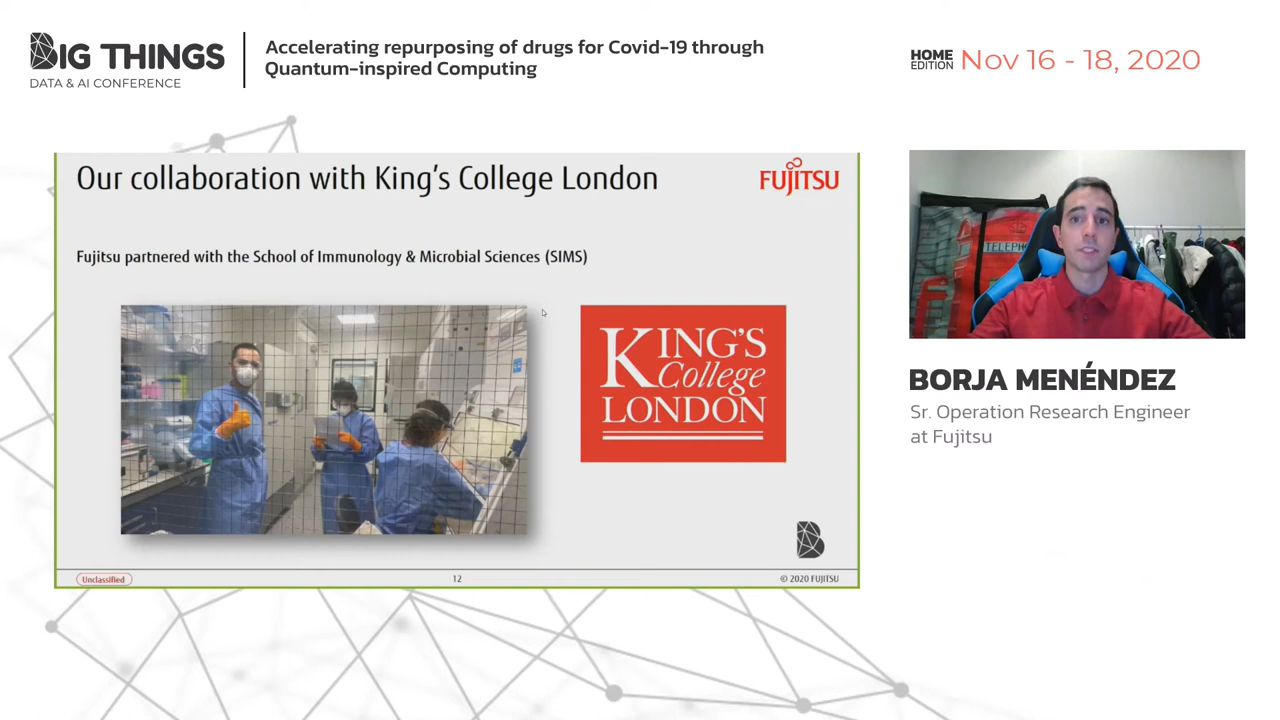 BIG THINGS
DATA & AI CONFERENCE
Accelerating repurposing of drugs for Covid-19 through
Quantum-inspired Computing
HOME
EDITION
Nov 16 - 18, 2020
Our collaboration with King's College London
FUJITSU
Fujitsu partnered with the School of Immunology & Microbial Sciences (SIMS)
KING'S
College
LONDON
B
Unclassified
12
© 2020 FUJITSU
TELEPH
BORJA MENÉNDEZ
Sr. Operation Research Engineer
at Fujitsu